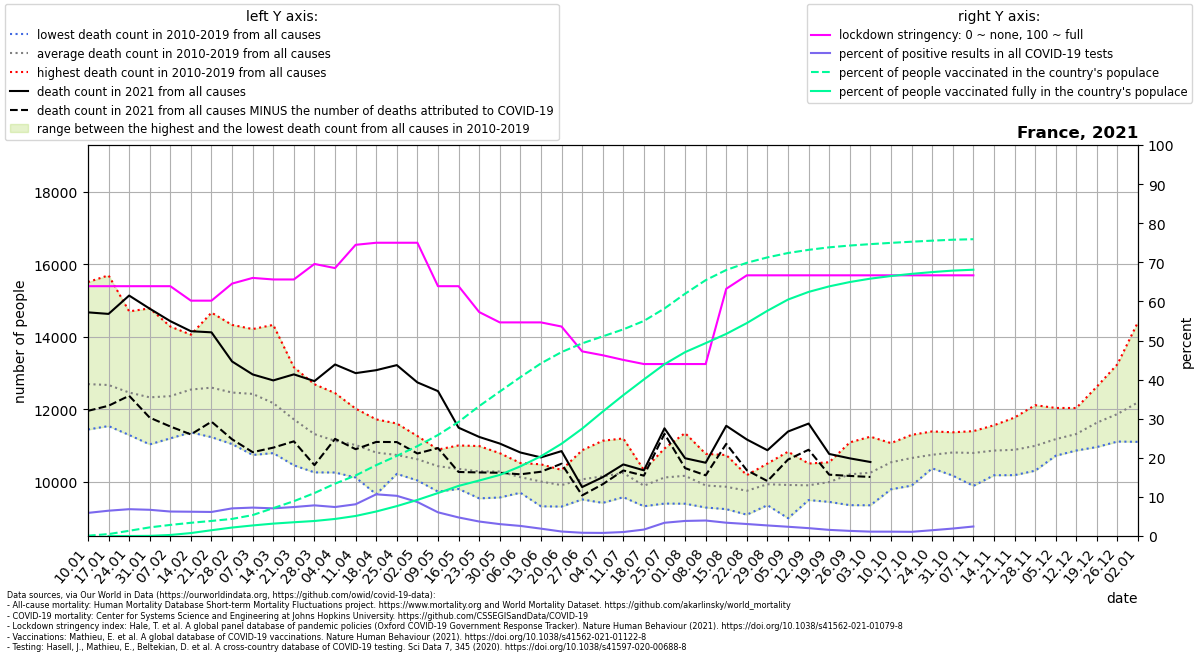 left Y axis:
lowest death count in 2010-2019 from all causes
average death count in 2010-2019 from all causes
highest death count in 2010-2019 from all causes
death count in 2021 from all causes
death count in 2021 from all causes MINUS the number of deaths attributed to COVID-19
range between the highest and the lowest death count from all causes in 2010-2019
right Y axis:
lockdown stringency: 0 ~ none, 100 ~ full
percent of positive results in all COVID-19 tests
percent of people vaccinated in the country's populace
percent of people vaccinated fully in the country's populace
France, 2021
number of people
18000
16000
14000
12000
10000
100
90
80
70
60
50
40
30
20
10
0
percent
10.01 17.01 24.01 31.01 07.02 14.02 21.02 28.02 07.03 14.03 21.03 28.03 04.04 11.04 18.04 25.04 02.05 09.05 16.05 23.05 30.05 06.06 13.06 20.06 27.06 04.07 11.07 18.07 25.07 01.08 08.08 15.08 22.08 29.08 05.09 12.09 19.09 26.09 03.10 10.10 17.10 24.10 31.10 07.11 14.11 21.11 28.11 05.12 12.12 19.12 26.12 02.01
date
Data sources, via Our World in Data (https://ourworldindata.org, https://github.com/owid/covid-19-data):
- All-cause mortality: Human Mortality Database Short-term Mortality Fluctuations project. https://www.mortality.org and World Mortality Dataset. https://github.com/akarlinsky/world_mortality
- COVID-19 mortality: Center for Systems Science and Engineering at Johns Hopkins University. https://github.com/CSSEGISandData/COVID-19
- Lockdown stringency index: Hale, T. et al. A global panel database of pandemic policies (Oxford COVID-19 Government Response Tracker). Nature Human Behaviour (2021). https://doi.org/10.1038/s41562-021-01079-8
- Vaccinations: Mathieu, E. et al. A global database of COVID-19 vaccinations. Nature Human Behaviour (2021). https://doi.org/10.1038/s41562-021-01122-8
- Testing: Hasell, J., Mathieu, E., Beltekian, D. et al. A cross-country database of COVID-19 testing. Sci Data 7, 345 (2020). https://doi.org/10.1038/s41597-020-00688-8